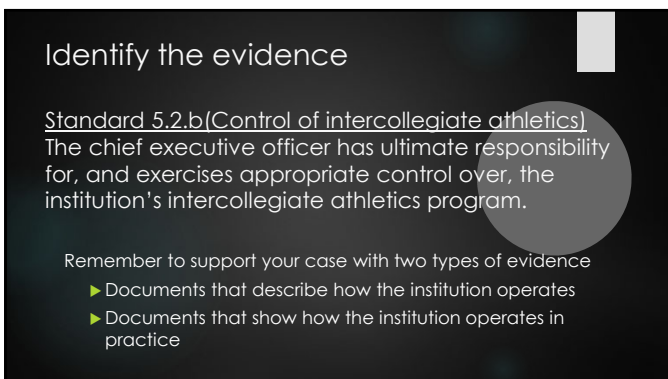 Identify the evidence
Standard 5.2.b(Control of intercollegiate athletics)
The chief executive officer has ultimate responsibility
for, and exercises appropriate control over, the
institution's intercollegiate athletics program.
Remember to support your case with two types of evidence
Documents that describe how the institution operates
Documents that show how the institution operates in
practice